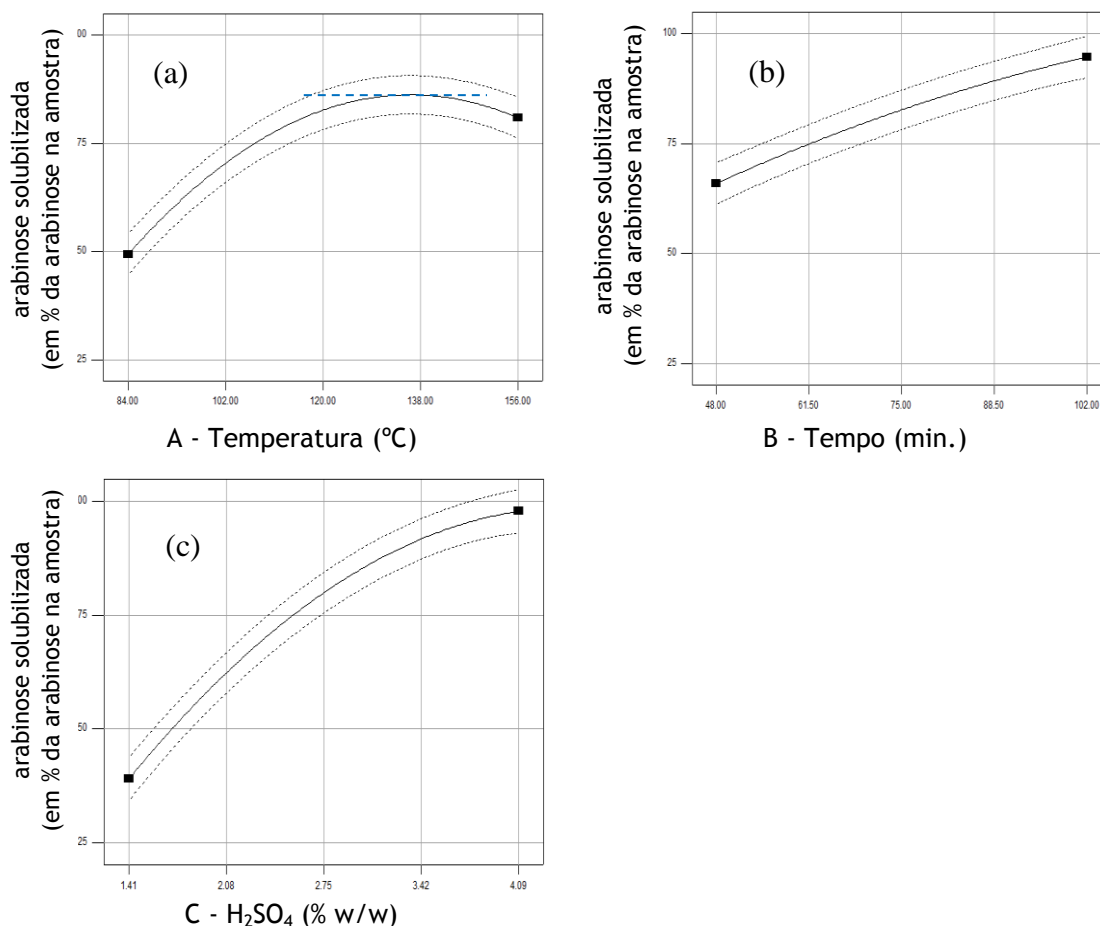 arabinose solubilizada
(em % da arabinose na amostra)
(a)
00
75
50
25
84.00 102.00 120.00 138.00 156.00
A - Temperatura (ºC)
arabinose solubilizada
(em % da arabinose na amostra)
(b)
100
75
50
25
48.00 61.50 75.00 88.50 102.00
B - Tempo (min.)
arabinose solubilizada
(em % da arabinose na amostra)
(c)
00
75
50
25
1.41 2.08 2.75 3.42 4.09
C - H₂SO₄ (% w/w)